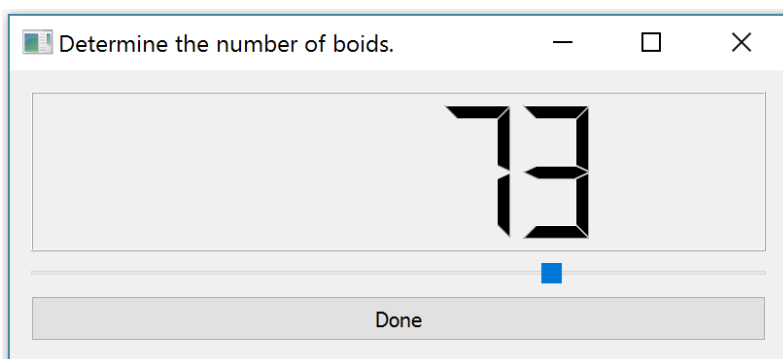 Determine the number of boids.
73
Done